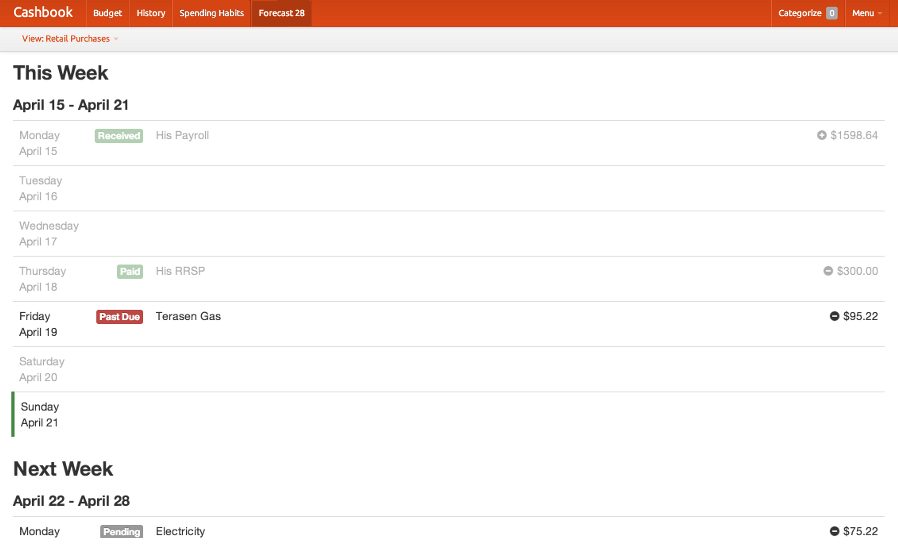 Cashbook Budget History Spending Habits Forecast 28 Categorize 0 Menu
View: Retail Purchases
This Week
April 15 - April 21
Monday Received His Payroll $1598.64
April 15
Tuesday
April 16
Wednesday
April 17
Thursday Paid His RRSP $300.00
April 18
Friday Past Due Terasen Gas $95.22
April 19
Saturday
April 20
Sunday
April 21
Next Week
April 22 - April 28
Monday Pending Electricity $75.22